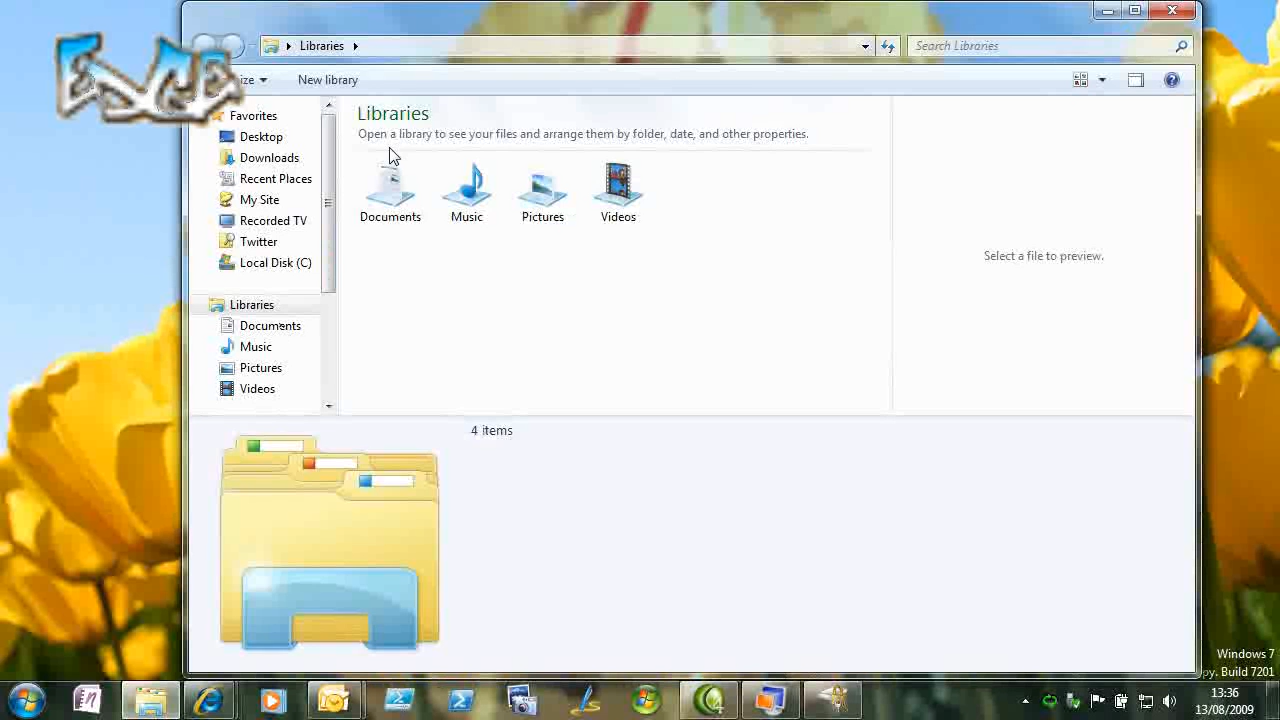 Libraries
Search Libraries
ize
New library
Favorites
Desktop
Downloads
Recent Places
My Site
Recorded TV
Twitter
Local Disk (C)
Libraries
Documents
Music
Pictures
Videos
Libraries
Open a library to see your files and arrange them by folder, date, and other properties.
Documents
Music
Pictures
Videos
Select a file to preview.
4 items
Windows 7
py. Build 7201
13:36
13/08/2009